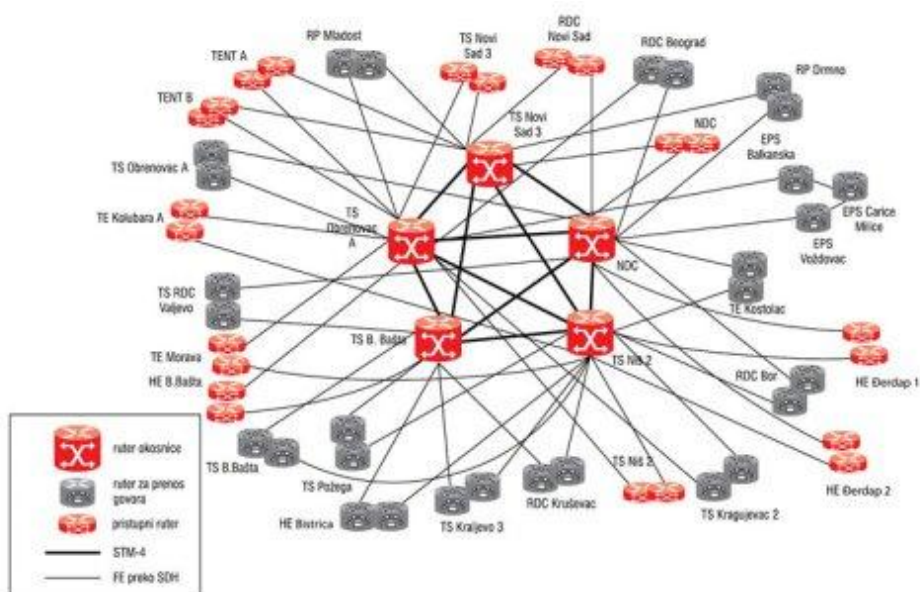 RP Mladost
TS Novi
Sad 3
RDC
Novi Sad
RDC Beograd
TENT A
RP Drmno
TENT B
TS Novi
Sad 3
NDC
EPS
Balkanska
TS Obrenovac A
TE Kolubara A
TS
Obrenovac
A
EPS Carice
Milice
EPS
Voždovac
NDC
TS RDC
Valjevo
TE Kostolac
TS B. Bašta
TS Niš 2
TE Morava
HE B.Bašta
RDC Bor
HE Đerdap 1
TS B.Bašta
TS Požega
TS Niš 2
HE Đerdap 2
HE Bistrica
TS Kraljevo 3
RDC Kruševac
TS Kragujevac 2
ruter okosnice
ruter za prenos
govora
pristupni ruter
STM-4
FE preko SDH